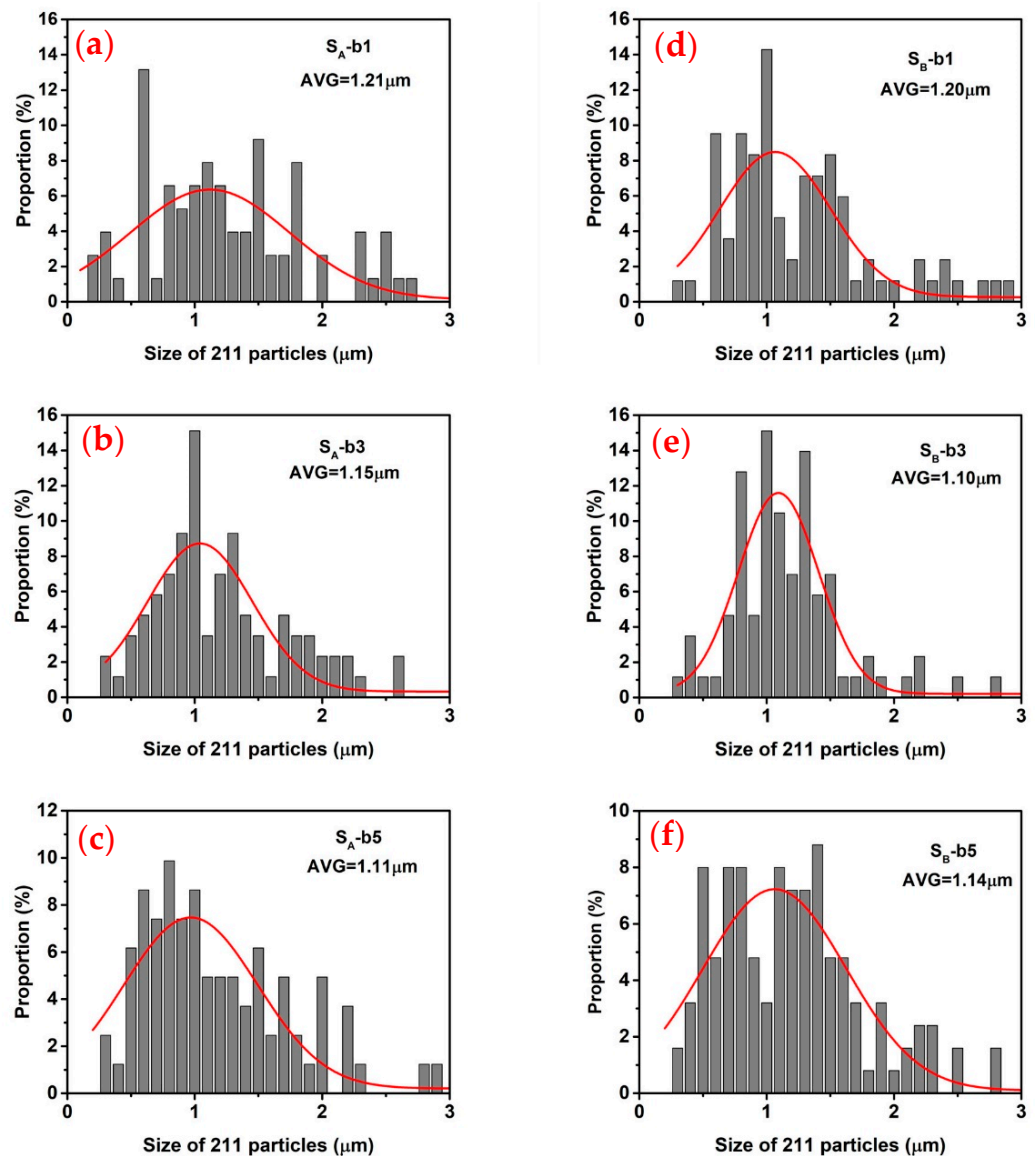 (a)
S_A-b1
AVG=1.21μm
Proportion (%)
16
14
12
10
8
6
4
2
0
0 1 2 3
Size of 211 particles (μm)
(d)
S_B-b1
AVG=1.20μm
Proportion (%)
16
14
12
10
8
6
4
2
0
0 1 2 3
Size of 211 particles (μm)
(b)
S_A-b3
AVG=1.15μm
Proportion (%)
16
14
12
10
8
6
4
2
0
0 1 2 3
Size of 211 particles (μm)
(e)
S_B-b3
AVG=1.10μm
Proportion (%)
16
14
12
10
8
6
4
2
0
0 1 2 3
Size of 211 particles (μm)
(c)
S_A-b5
AVG=1.11μm
Proportion (%)
12
10
8
6
4
2
0
0 1 2 3
Size of 211 particles (μm)
(f)
S_B-b5
AVG=1.14μm
Proportion (%)
10
8
6
4
2
0
0 1 2 3
Size of 211 particles (μm)